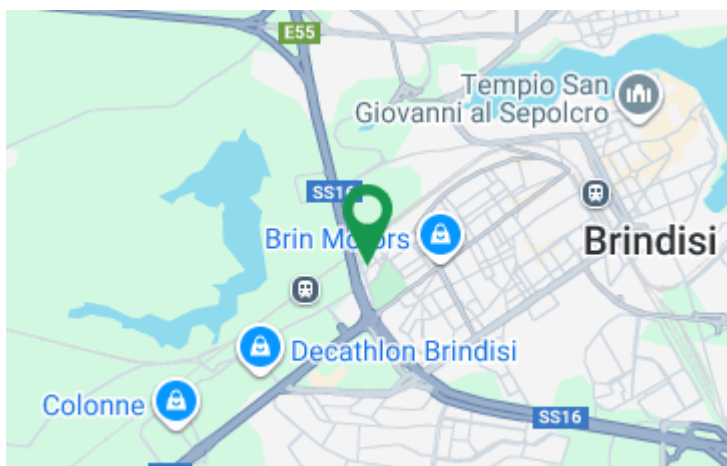 E55
Tempio San
Giovanni al Sepolcro
SS16
Brin Motors
Brindisi
Decathlon Brindisi
Colonne
SS16